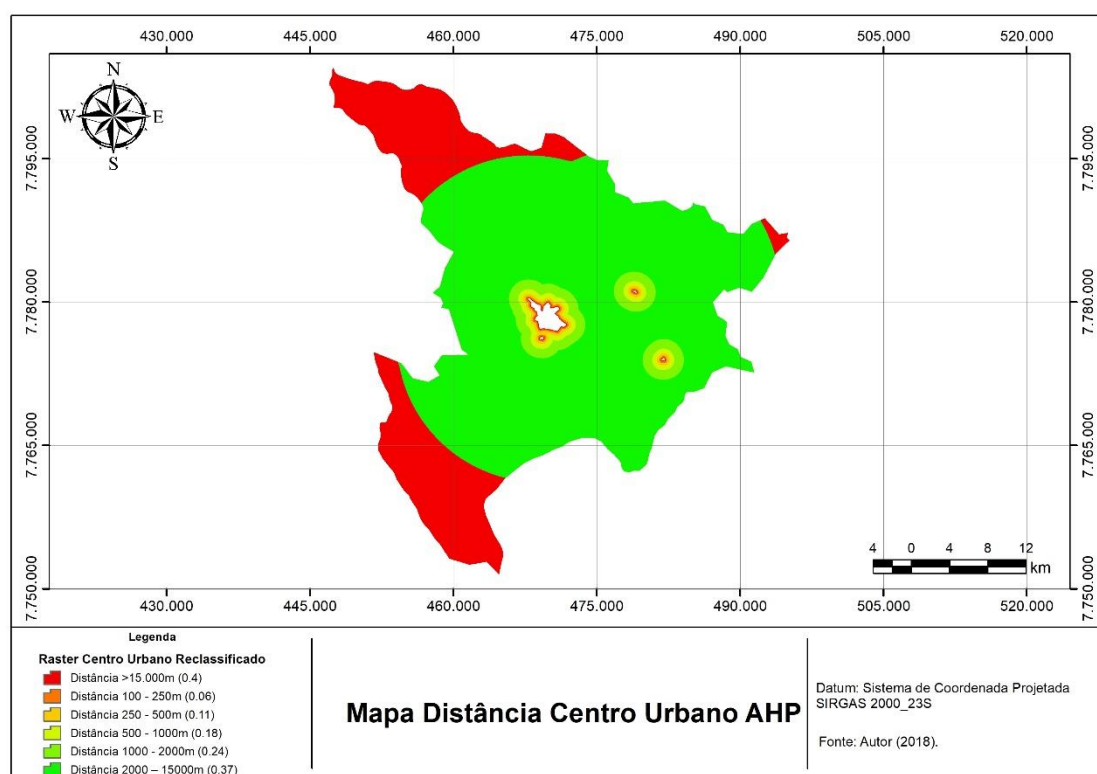 430.000 445.000 460.000 475.000 490.000 505.000 520.000
N
W E
S
7.795.000 7.795.000
7.780.000 7.780.000
7.765.000 7.765.000
7.750.000 7.750.000
4 0 4 8 12
km
430.000 445.000 460.000 475.000 490.000 505.000 520.000
Legenda
Raster Centro Urbano Reclassificado
Distância >15.000m (0.4)
Distância 100 - 250m (0.06)
Distância 250 - 500m (0.11)
Distância 500 - 1000m (0.18)
Distância 1000 - 2000m (0.24)
Distância 2000 – 15000m (0.37)
Mapa Distância Centro Urbano AHP
Datum: Sistema de Coordenada Projetada
SIRGAS 2000_23S
Fonte: Autor (2018).